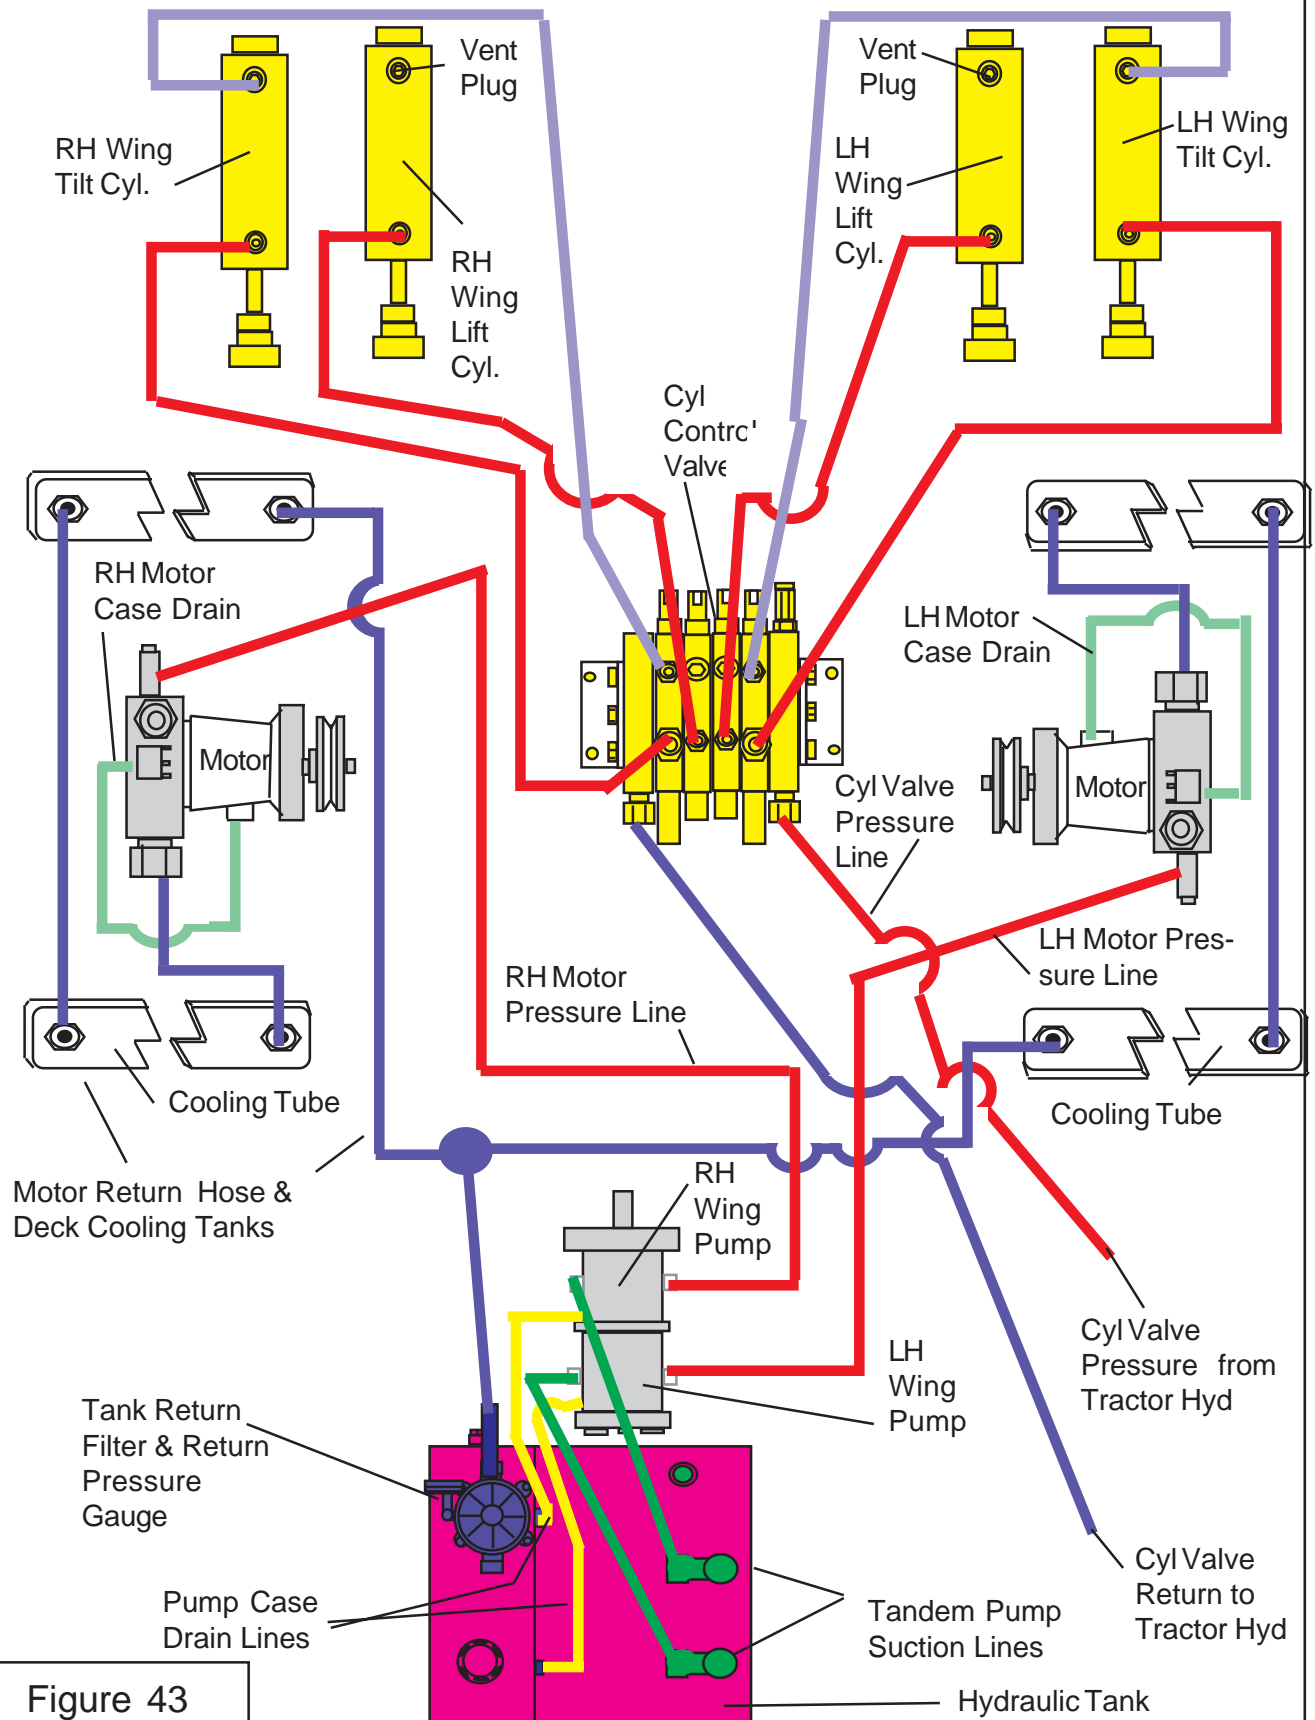 Vent
Plug
Vent
Plug
RH Wing
Tilt Cyl.
LH Wing
Tilt Cyl.
LH
Wing
Lift
Cyl.
RH
Wing
Lift
Cyl.
Cyl
Control
Valve
RH Motor
Case Drain
LH Motor
Case Drain
Motor
Motor
Cyl Valve
Pressure
Line
RH Motor
Pressure Line
LH Motor Pres-
sure Line
Cooling Tube
Cooling Tube
Motor Return Hose &
Deck Cooling Tanks
RH
Wing
Pump
LH
Wing
Pump
Cyl Valve
Pressure from
Tractor Hyd
Tank Return
Filter & Return
Pressure
Gauge
Cyl Valve
Return to
Tractor Hyd
Pump Case
Drain Lines
Tandem Pump
Suction Lines
Hydraulic Tank
Figure 43